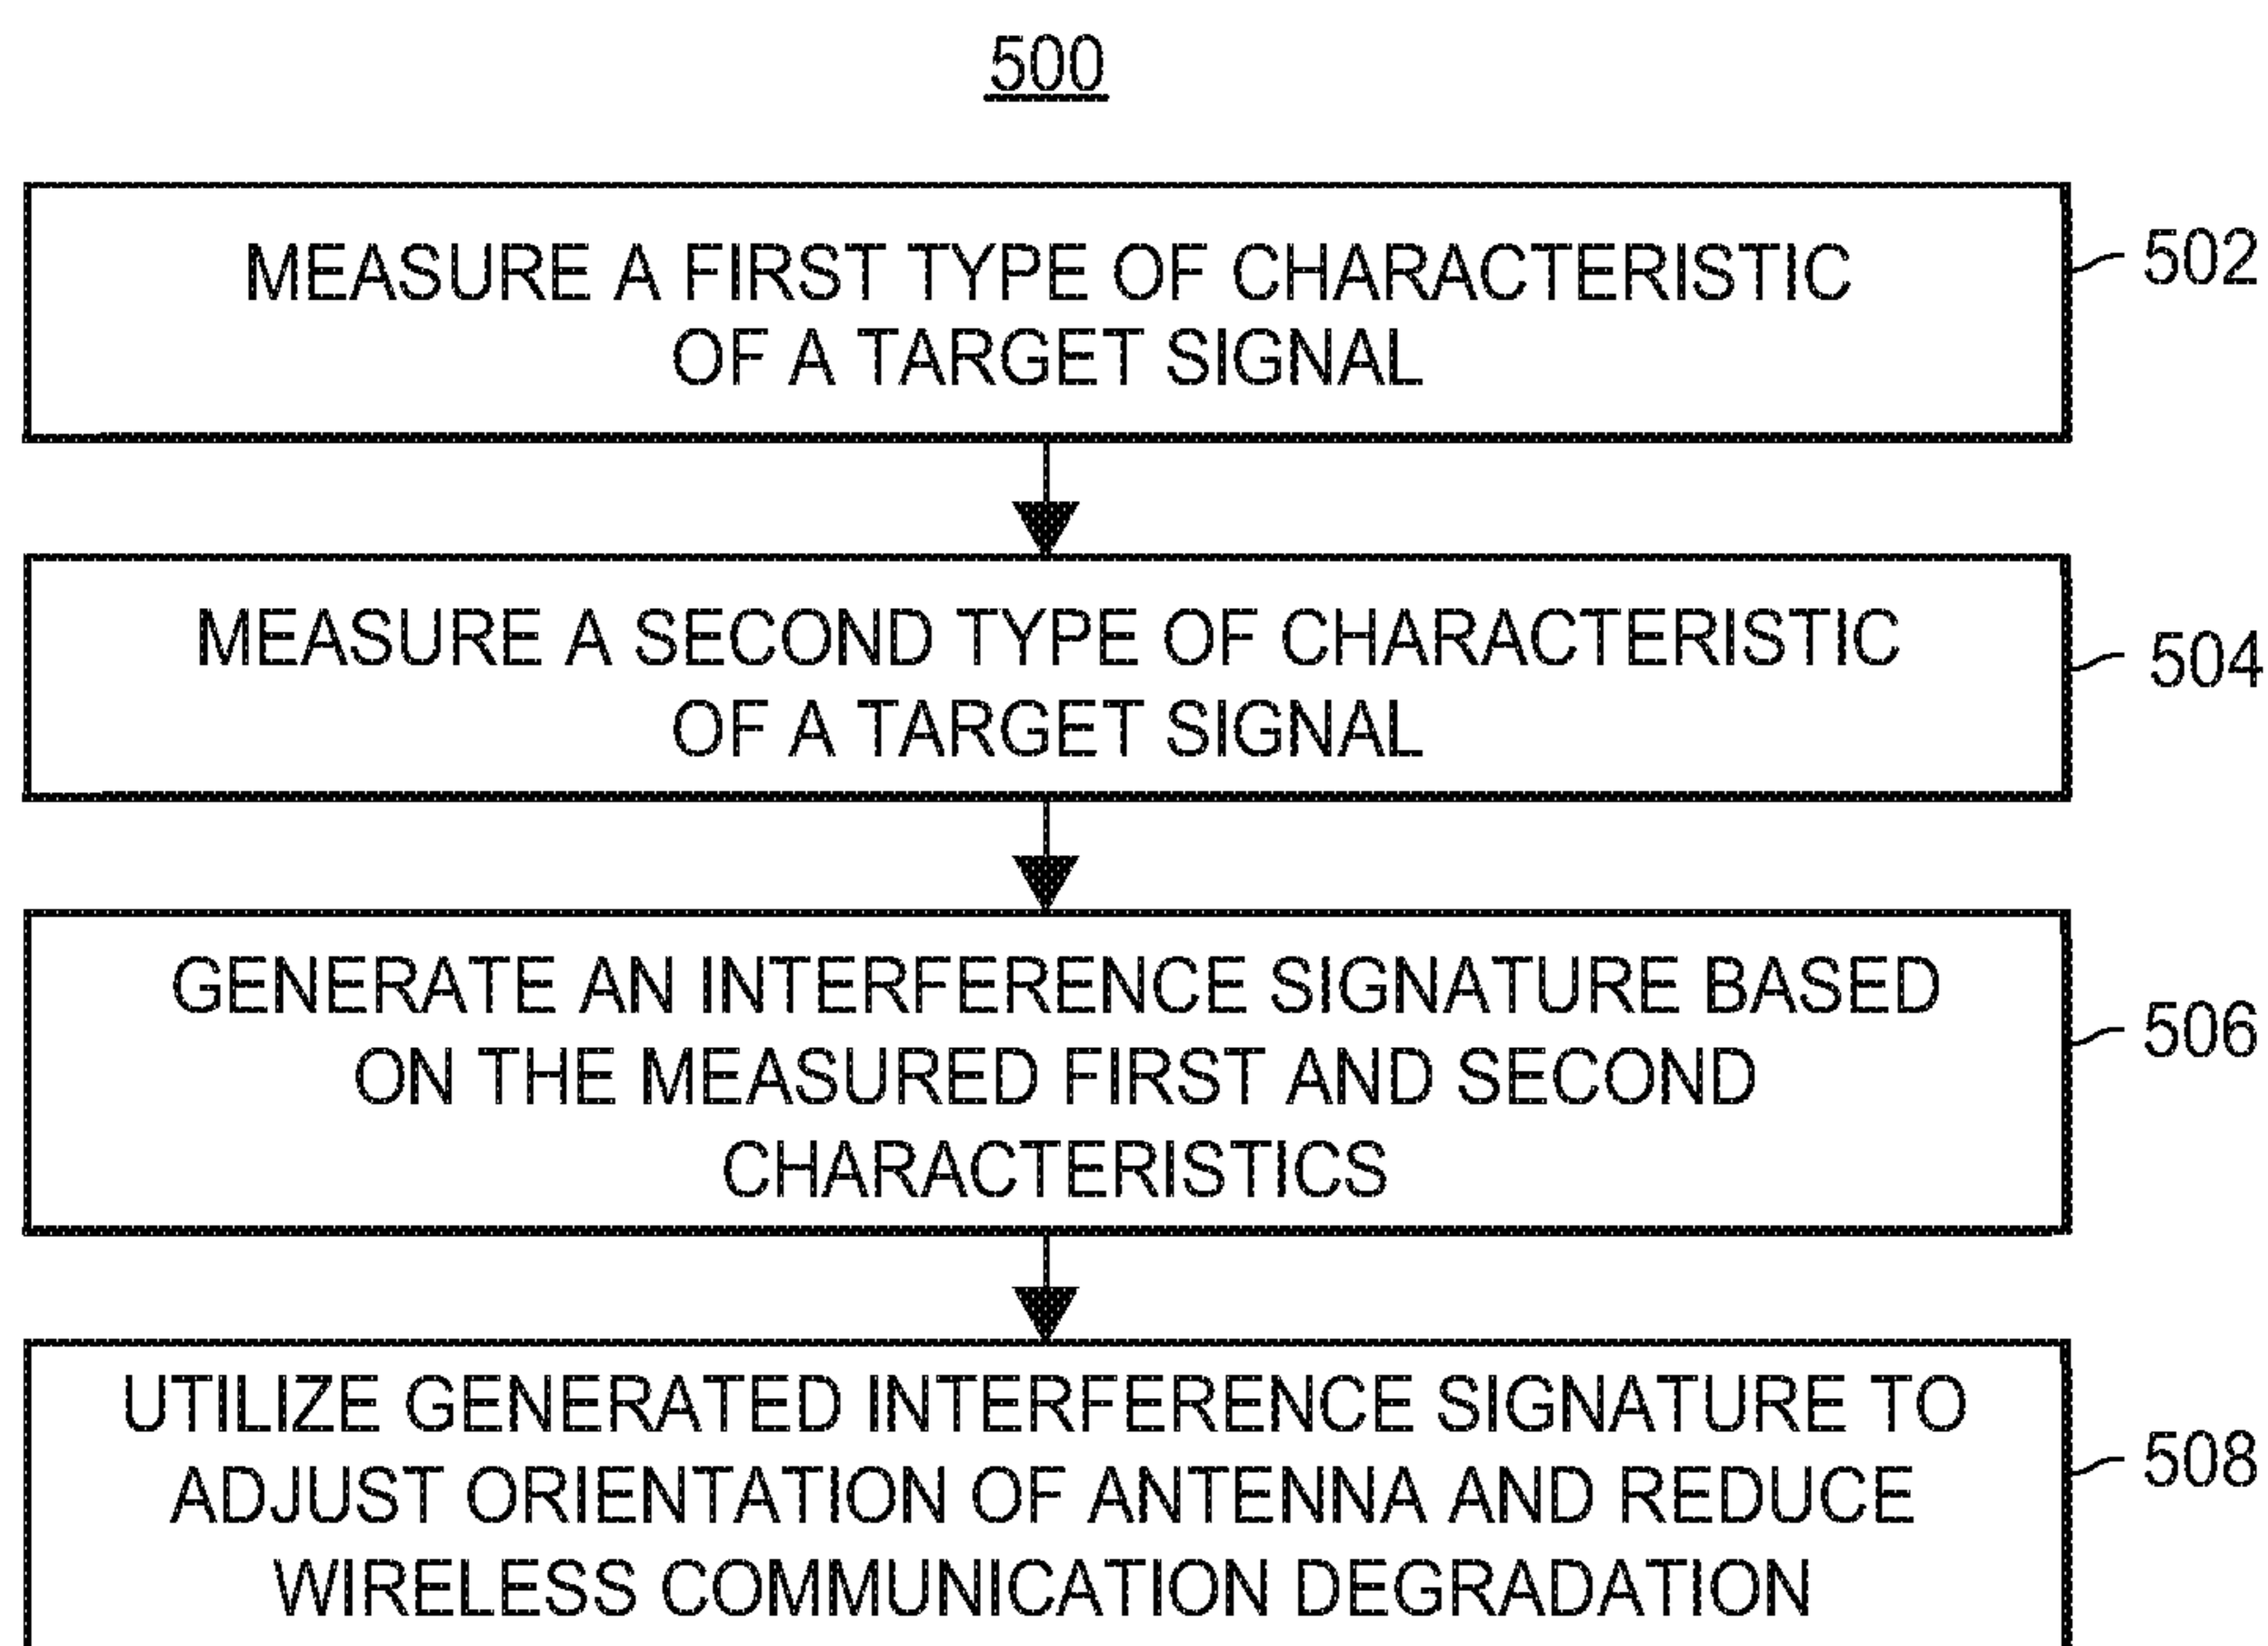 500
MEASURE A FIRST TYPE OF CHARACTERISTIC
OF A TARGET SIGNAL
502
MEASURE A SECOND TYPE OF CHARACTERISTIC
OF A TARGET SIGNAL
504
GENERATE AN INTERFERENCE SIGNATURE BASED
ON THE MEASURED FIRST AND SECOND
CHARACTERISTICS
506
UTILIZE GENERATED INTERFERENCE SIGNATURE TO
ADJUST ORIENTATION OF ANTENNA AND REDUCE
WIRELESS COMMUNICATION DEGRADATION
508